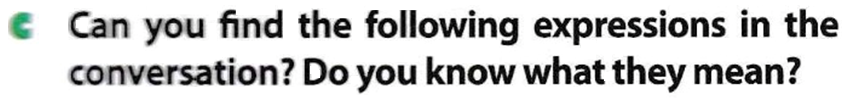 C Can you find the following expressions in the
conversation? Do you know what they mean?